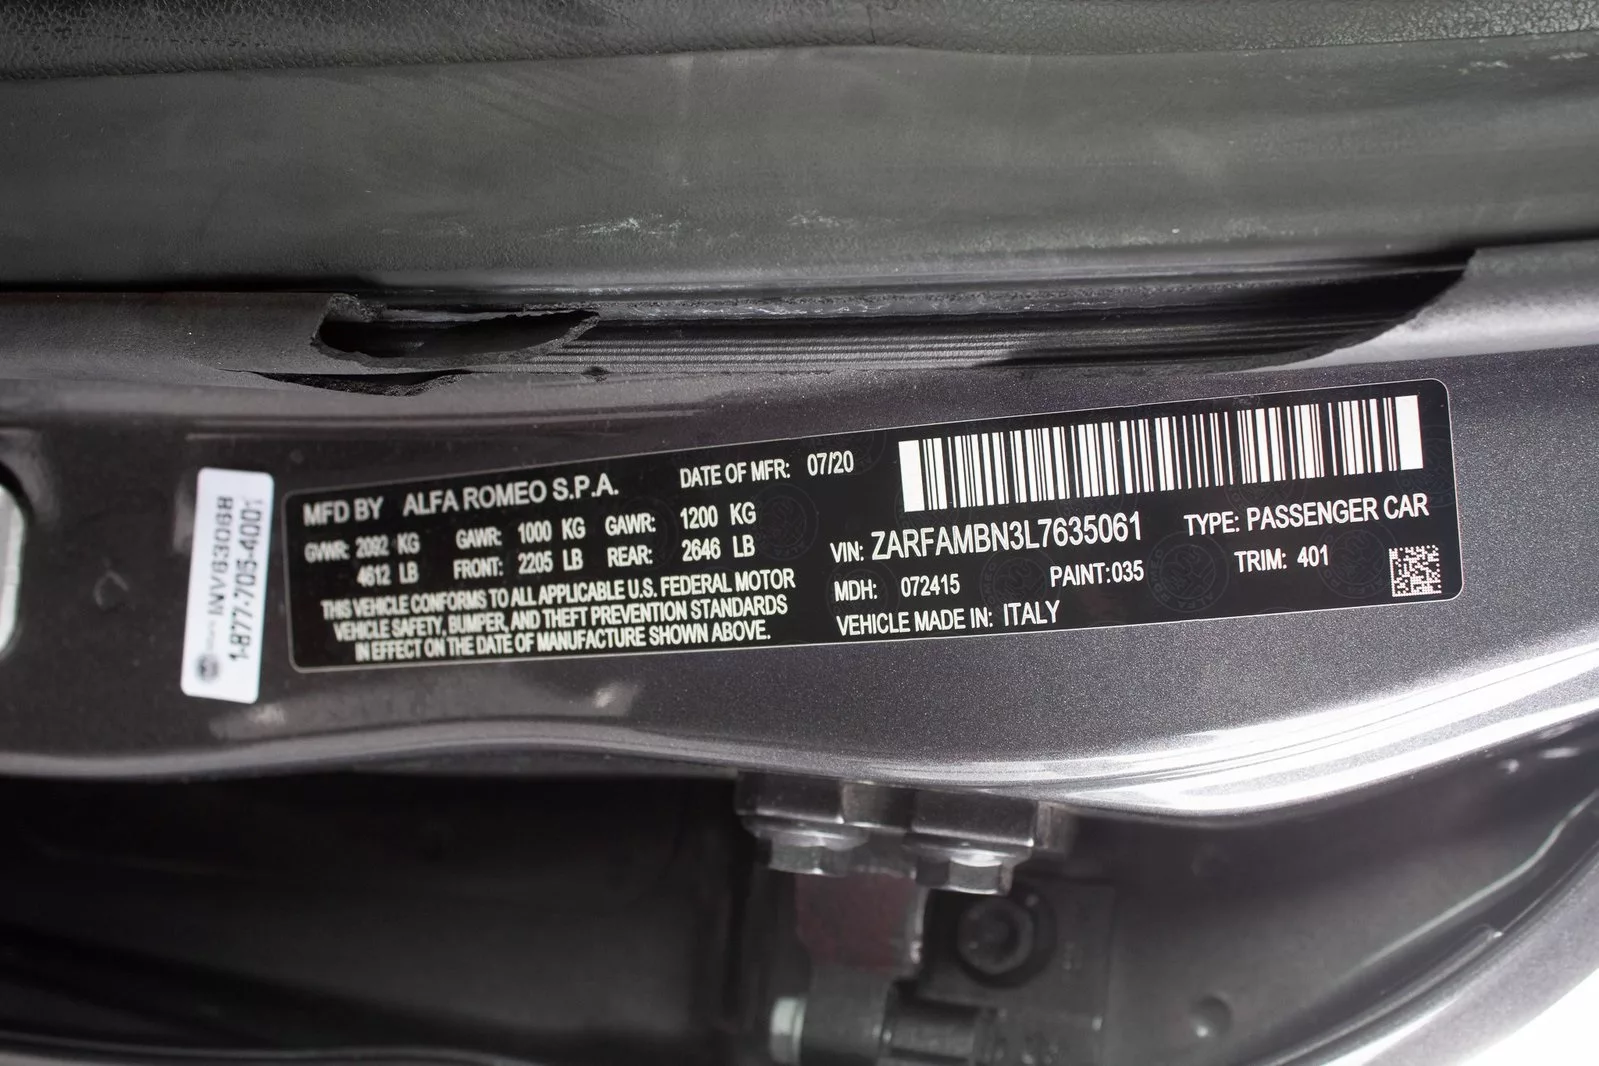 MFD BY ALFA ROMEO S.P.A. DATE OF MFR: 07/20
GVWR: 2092 KG GAWR: 1000 KG GAWR: 1200 KG
4612 LB FRONT: 2205 LB REAR: 2646 LB
THIS VEHICLE CONFORMS TO ALL APPLICABLE U.S. FEDERAL MOTOR
VEHICLE SAFETY, BUMPER, AND THEFT PREVENTION STANDARDS
IN EFFECT ON THE DATE OF MANUFACTURE SHOWN ABOVE.
VIN: ZARFAMBN3L7635061 TYPE: PASSENGER CAR
MDH: 072415 PAINT:035 TRIM: 401
VEHICLE MADE IN: ITALY
INV630068
1-877-705-4001